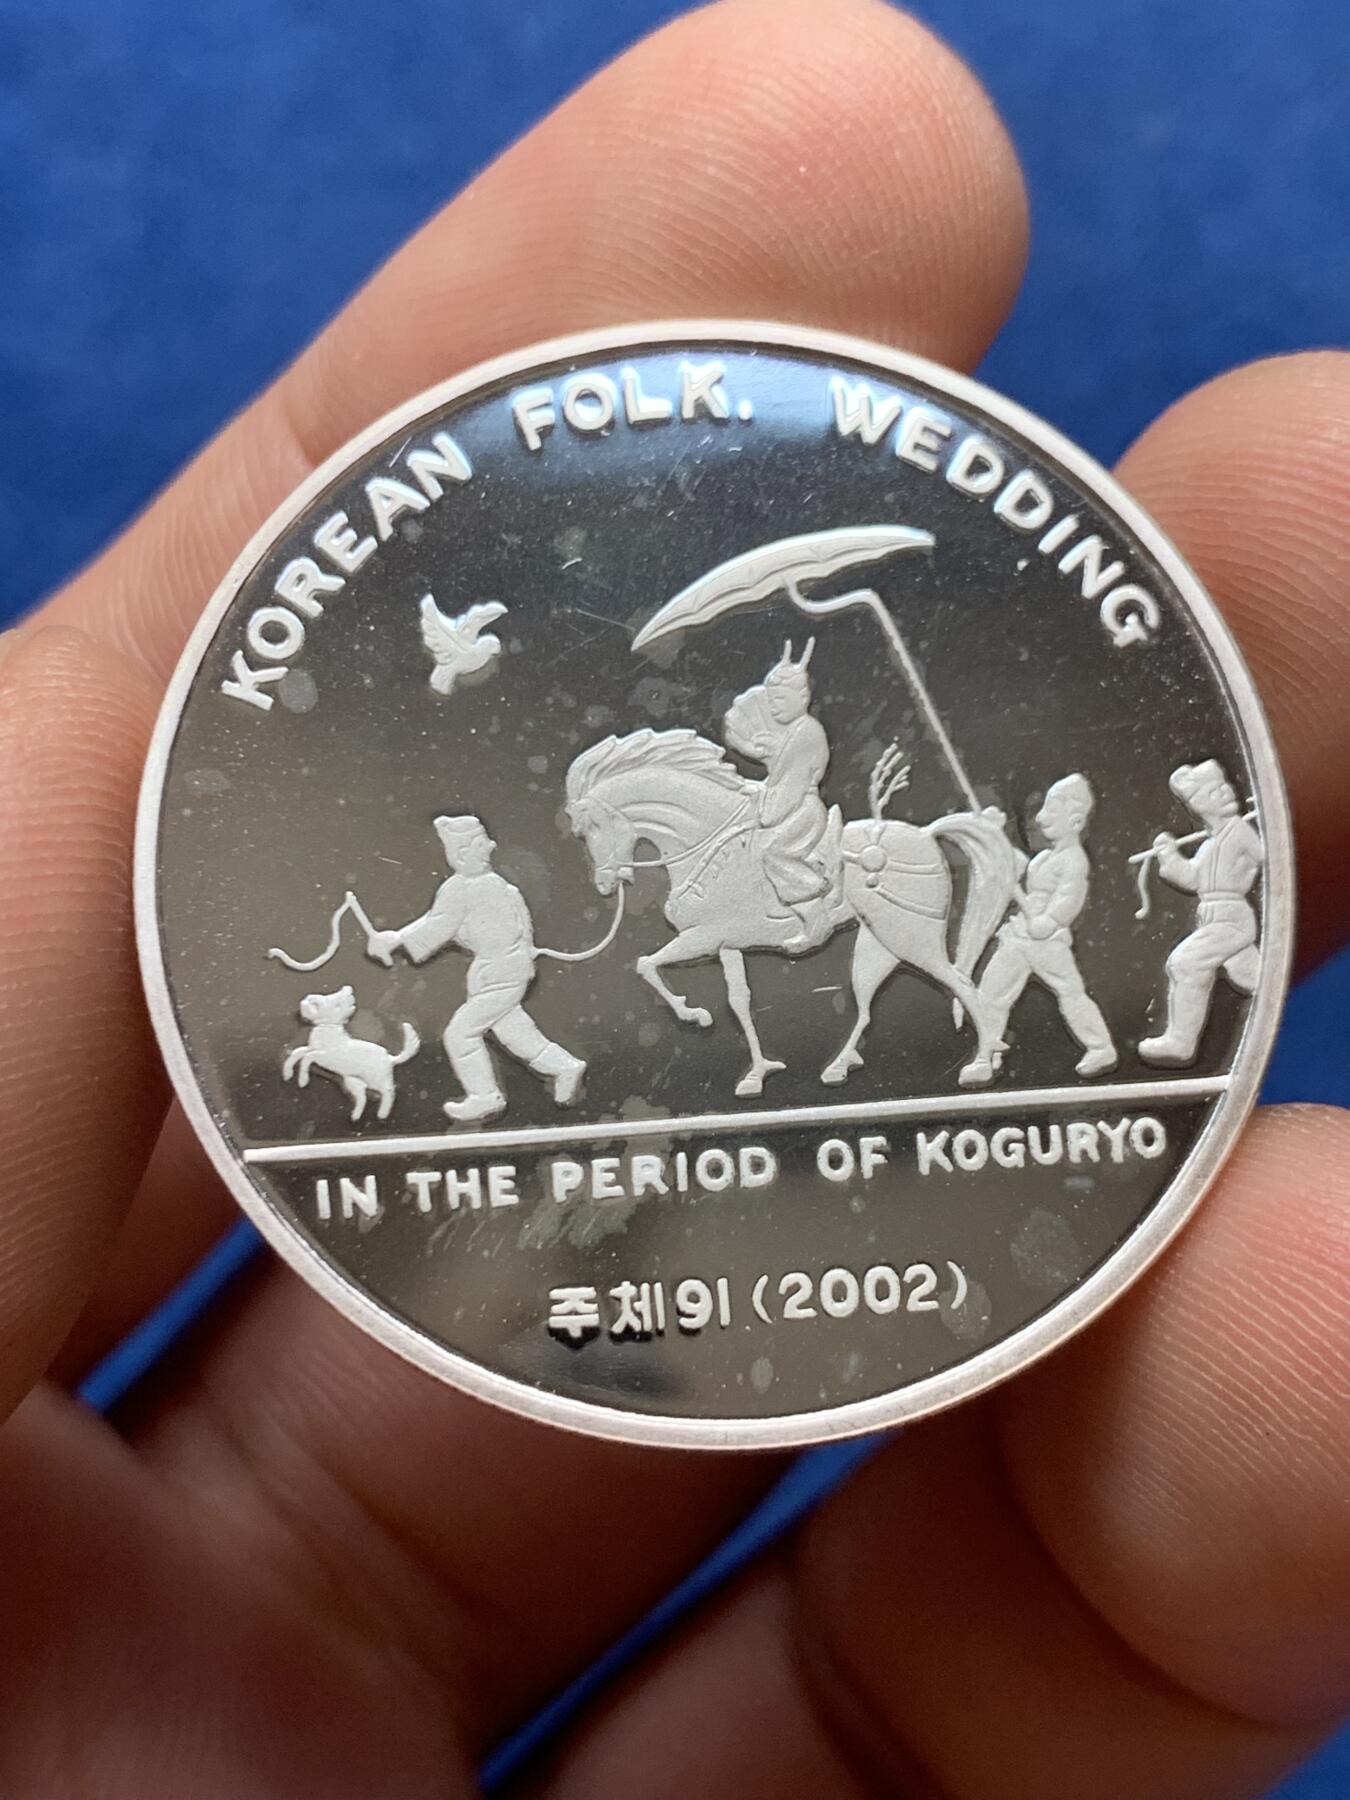 KOREAN FOLK. WEDDING
IN THE PERIOD OF KOGURYO
주체91 (2002)